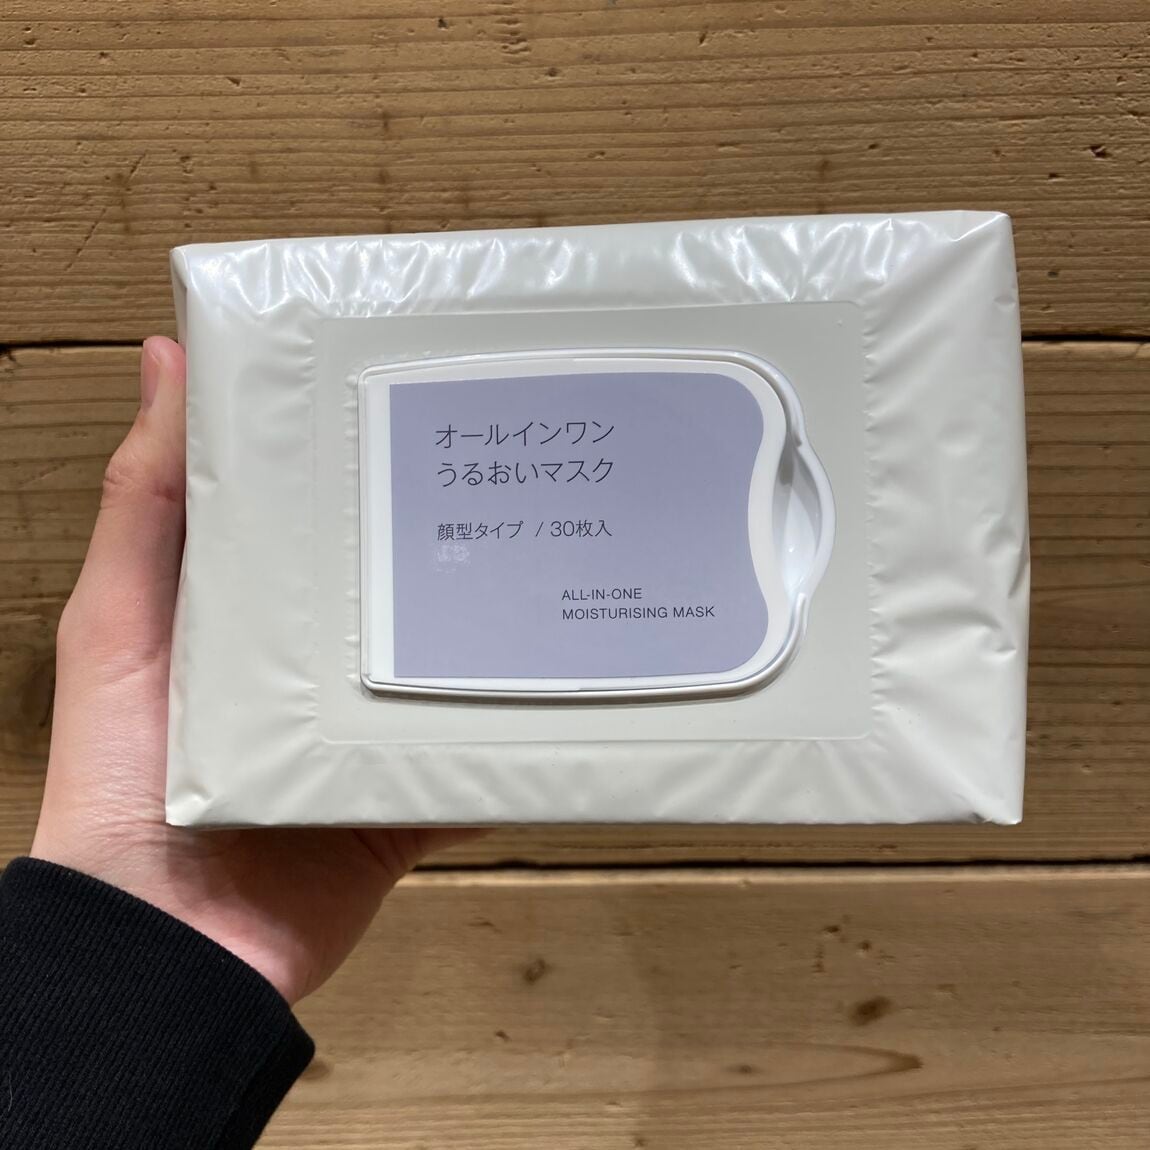 オールインワン
うるおいマスク
顔型タイプ / 30枚入
ALL-IN-ONE
MOISTURISING MASK